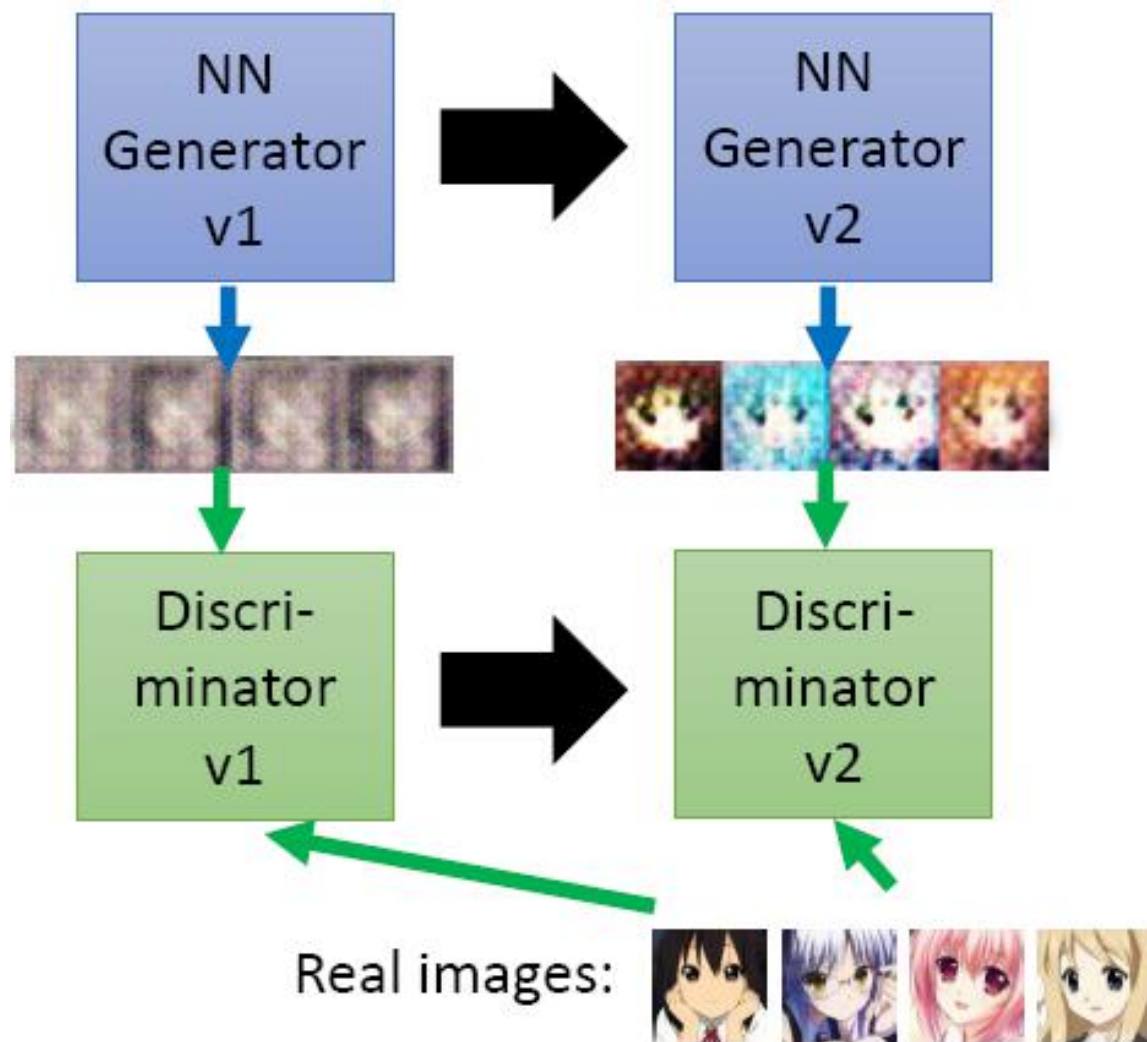 NN
Generator
v1
NN
Generator
v2
Discri-
minator
v1
Discri-
minator
v2
Real images: